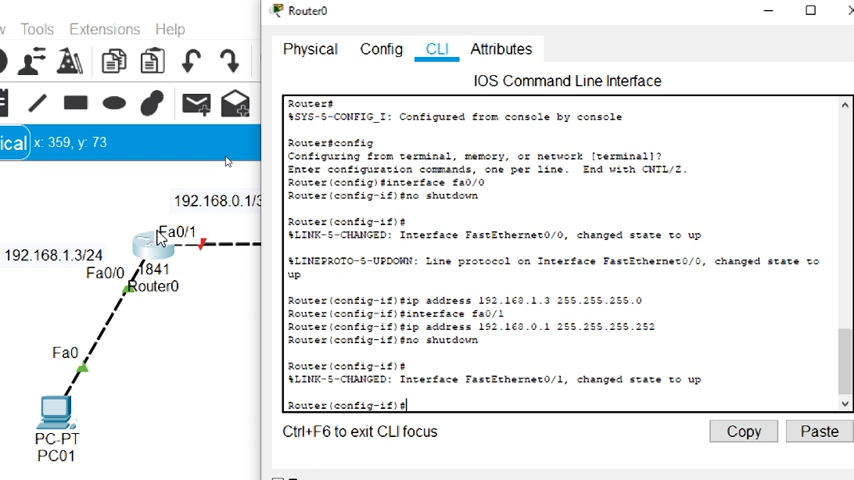 Router0
Tools Extensions Help
Physical Config CLI Attributes
IOS Command Line Interface
Router#
%SYS-5-CONFIG_I: Configured from console by console
Router#config
Configuring from terminal, memory, or network [terminal]?
Enter configuration commands, one per line. End with CNTL/Z.
Router(config)#interface fa0/0
Router(config-if)#no shutdown
Router(config-if)#
%LINK-5-CHANGED: Interface FastEthernet0/0, changed state to up
%LINEPROTO-5-UPDOWN: Line protocol on Interface FastEthernet0/0, changed state to
up
Router(config-if)#ip address 192.168.1.3 255.255.255.0
Router(config-if)#interface fa0/1
Router(config-if)#ip address 192.168.0.1 255.255.255.252
Router(config-if)#no shutdown
Router(config-if)#
%LINK-5-CHANGED: Interface FastEthernet0/1, changed state to up
Router(config-if)#
Ctrl+F6 to exit CLI focus
Copy Paste
ical x: 359, y: 73
192.168.0.1/3
Fa0/1
192.168.1.3/24
Fa0/0
1841
Router0
Fa0
PC-PT
PC01